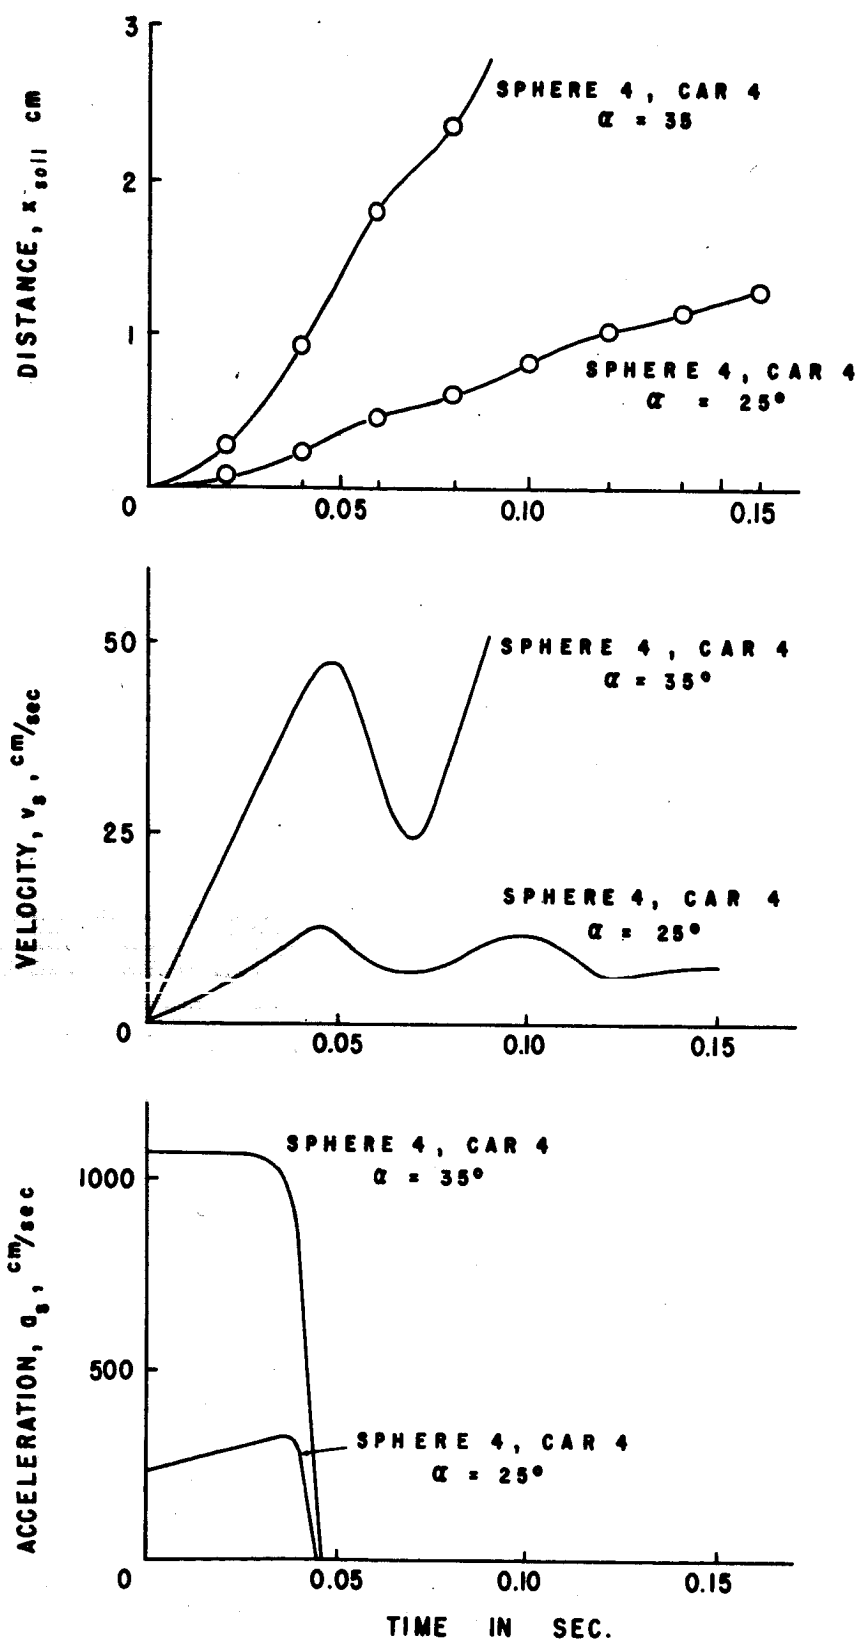 3
2
1
0
0.05
0.10
0.15
DISTANCE, x soil cm
SPHERE 4, CAR 4
α = 35
SPHERE 4, CAR 4
α = 25°
50
25
0
0.05
0.10
0.15
VELOCITY, vs, cm/sec
SPHERE 4, CAR 4
α = 35°
SPHERE 4, CAR 4
α = 25°
1000
500
0
0.05
0.10
0.15
ACCELERATION, as, cm/sec
SPHERE 4, CAR 4
α = 35°
SPHERE 4, CAR 4
α = 25°
TIME IN SEC.